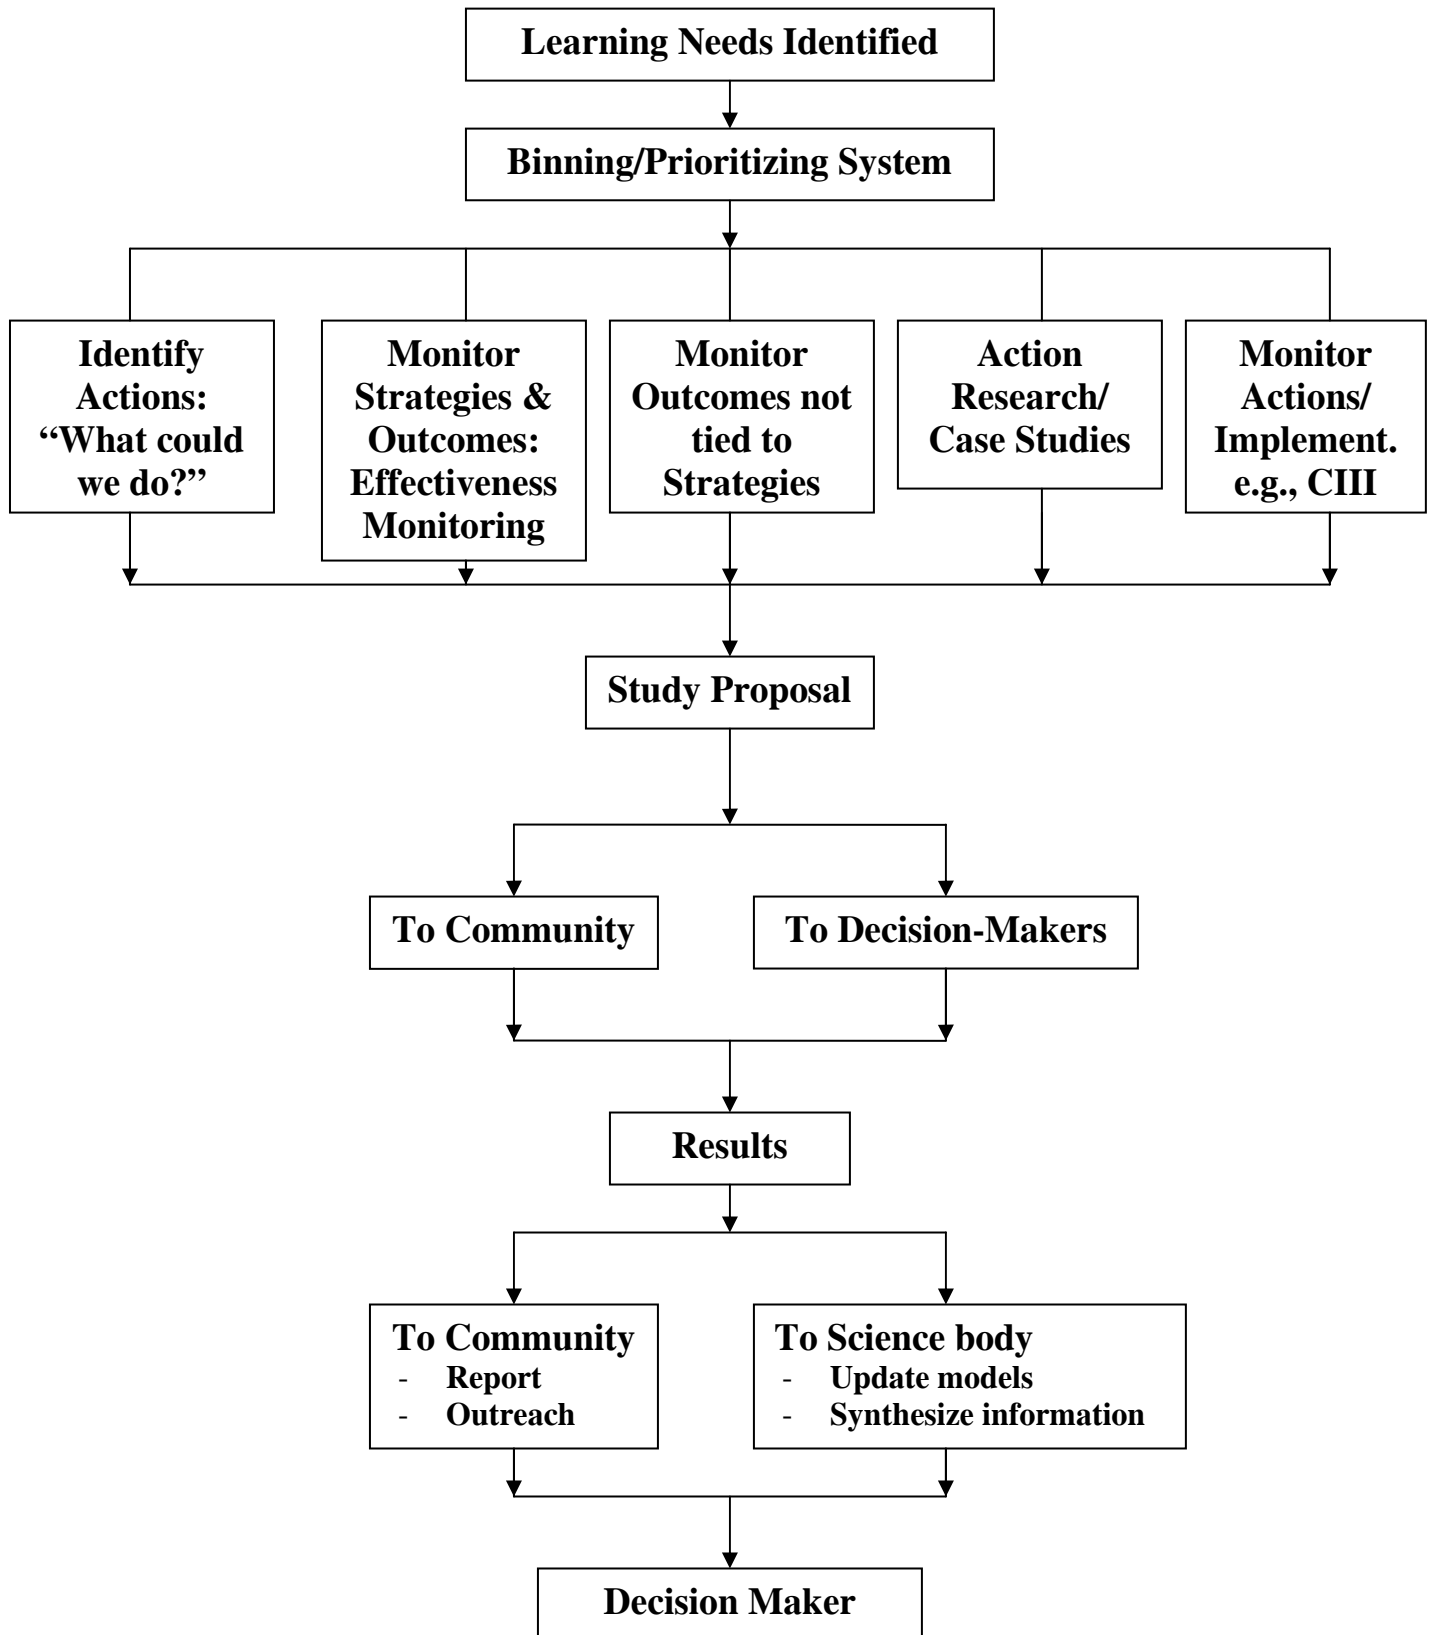 Learning Needs Identified
Binning/Prioritizing System
Identify
Actions:
“What could
we do?”
Monitor
Strategies &
Outcomes:
Effectiveness
Monitoring
Monitor
Outcomes not
tied to
Strategies
Action
Research/
Case Studies
Monitor
Actions/
Implement.
e.g., CIII
Study Proposal
To Community
To Decision-Makers
Results
To Community
- Report
- Outreach
To Science body
- Update models
- Synthesize information
Decision Maker